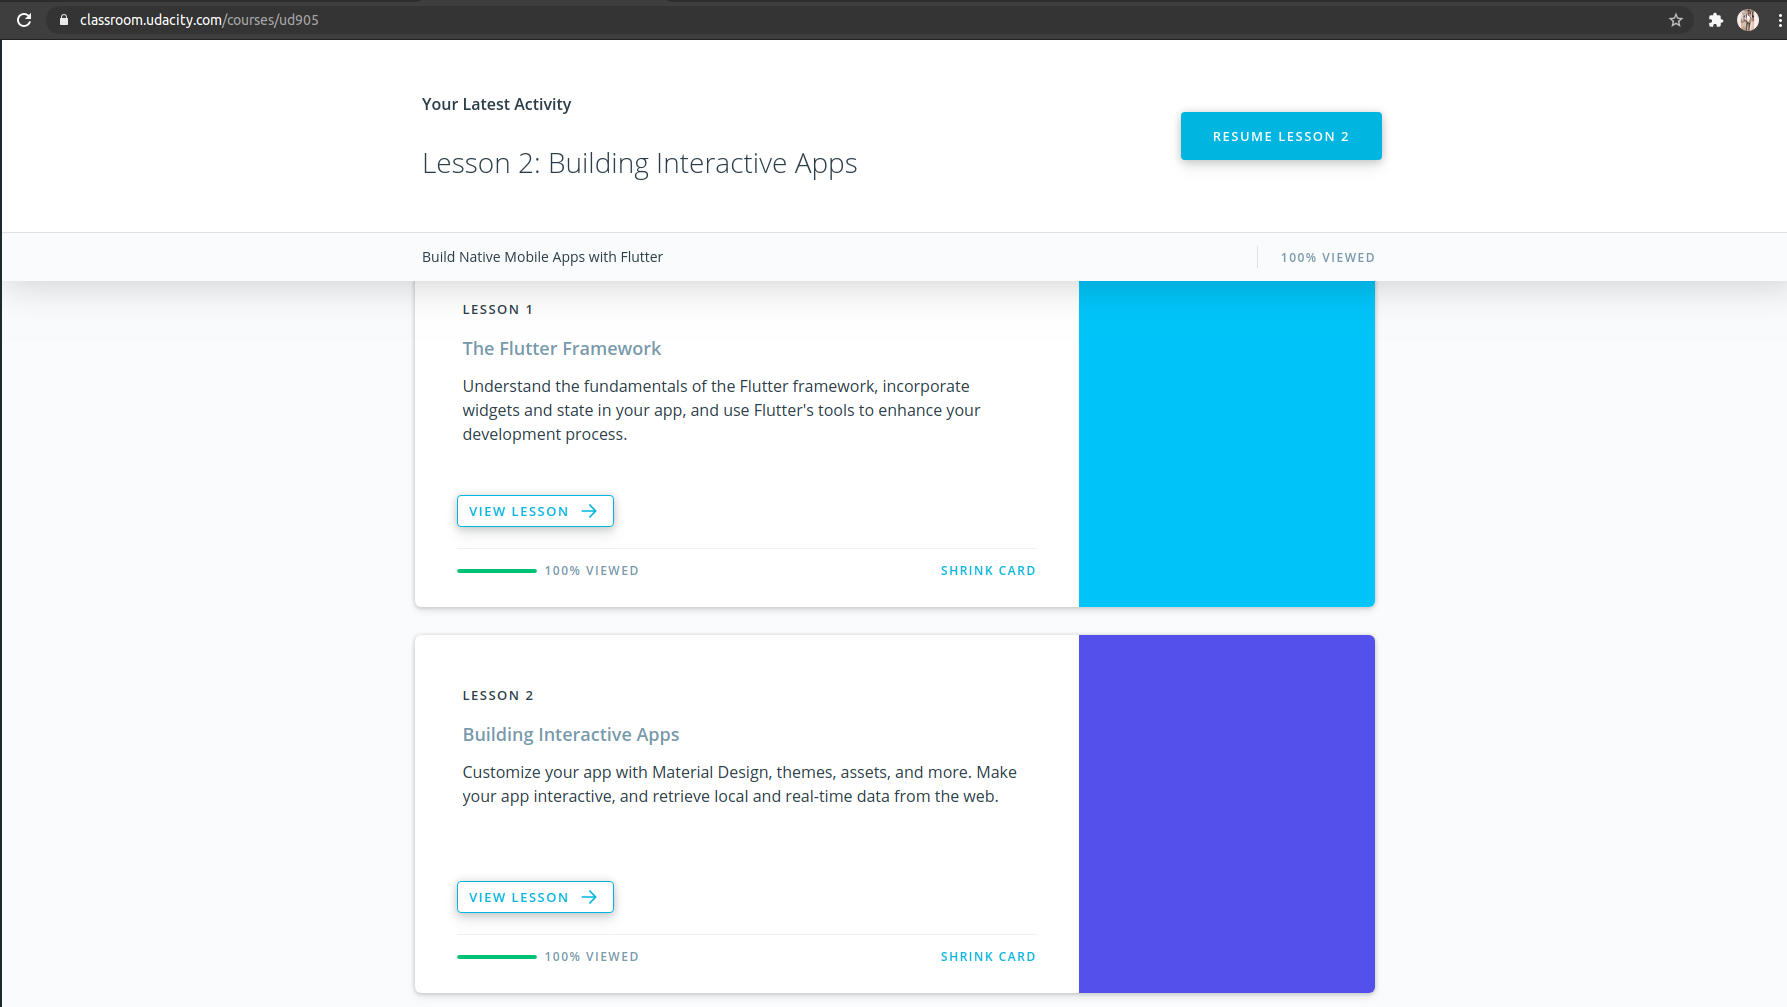 classroom.udacity.com/courses/ud905
Your Latest Activity
Lesson 2: Building Interactive Apps
RESUME LESSON 2
Build Native Mobile Apps with Flutter
100% VIEWED
LESSON 1
The Flutter Framework
Understand the fundamentals of the Flutter framework, incorporate
widgets and state in your app, and use Flutter's tools to enhance your
development process.
VIEW LESSON
100% VIEWED
SHRINK CARD
LESSON 2
Building Interactive Apps
Customize your app with Material Design, themes, assets, and more. Make
your app interactive, and retrieve local and real-time data from the web.
VIEW LESSON
100% VIEWED
SHRINK CARD